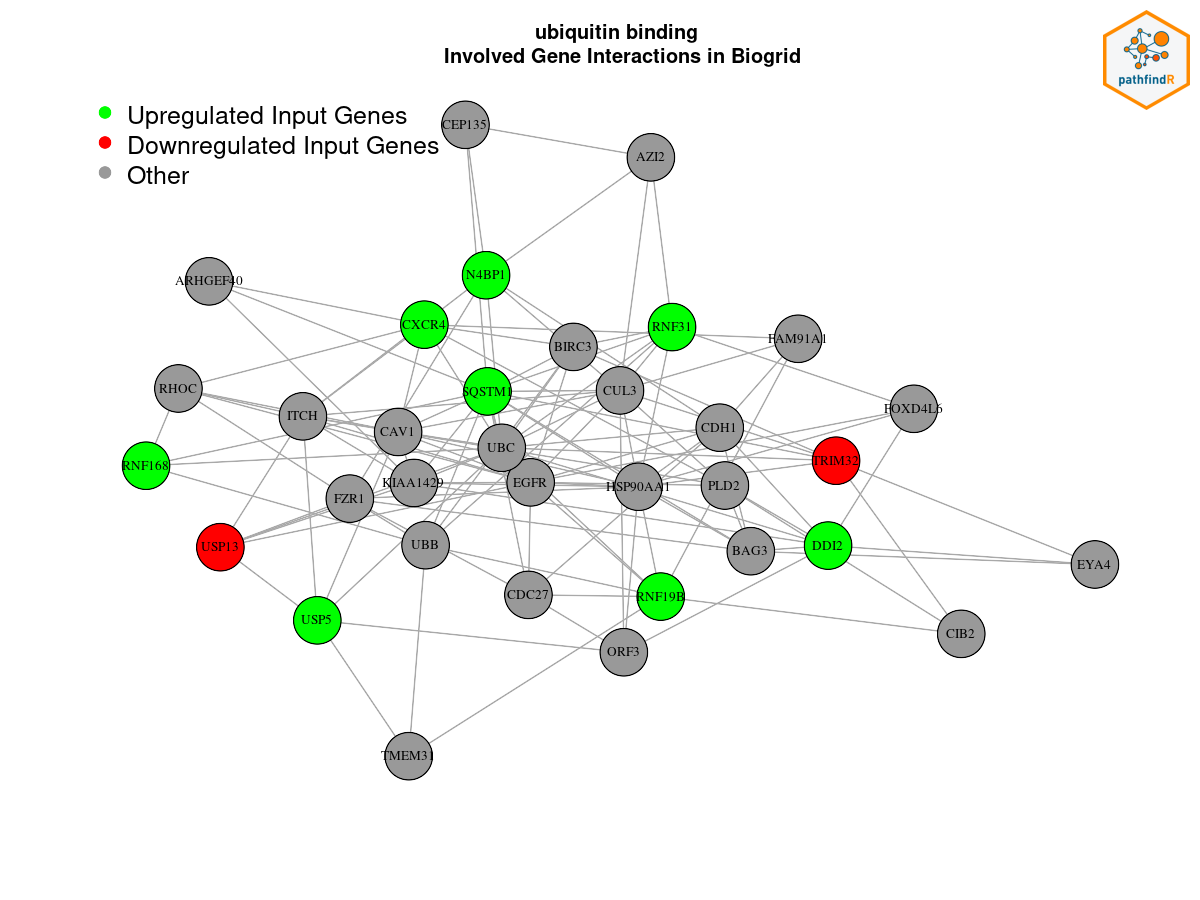 ubiquitin binding
Involved Gene Interactions in Biogrid
pathfindR
Upregulated Input Genes
Downregulated Input Genes
Other
CEP135
AZI2
N4BP1
ARHGEF40
CXCR4
RNF31
FAM91A1
BIRC3
RHOC
SQSTM1
CUL3
ITCH
FOXD4L6
CAV1
CDH1
UBC
RNF168
TRIM32
KIAA1429
EGFR
HSP90AA1
PLD2
FZR1
USP13
UBB
BAG3
DDI2
EYA4
CDC27
RNF19B
USP5
CIB2
ORF3
TMEM31